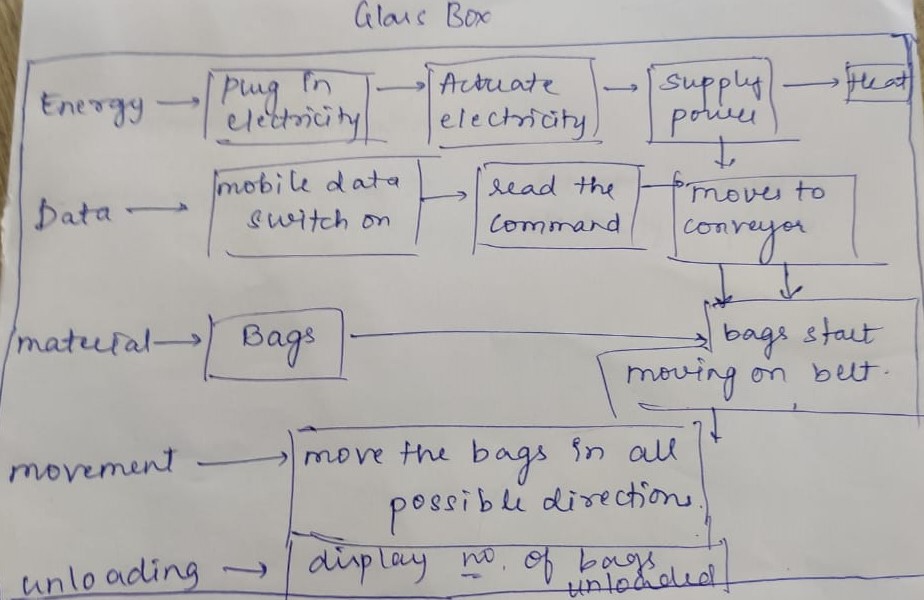 Glass Box
Energy → Plug in electricity → Actuate electricity → supply power → Heat
Data → mobile data switch on → read the command → moves to conveyor
material → Bags → bags start moving on belt.
movement → move the bags in all possible direction.
unloading → display no. of bags unloaded